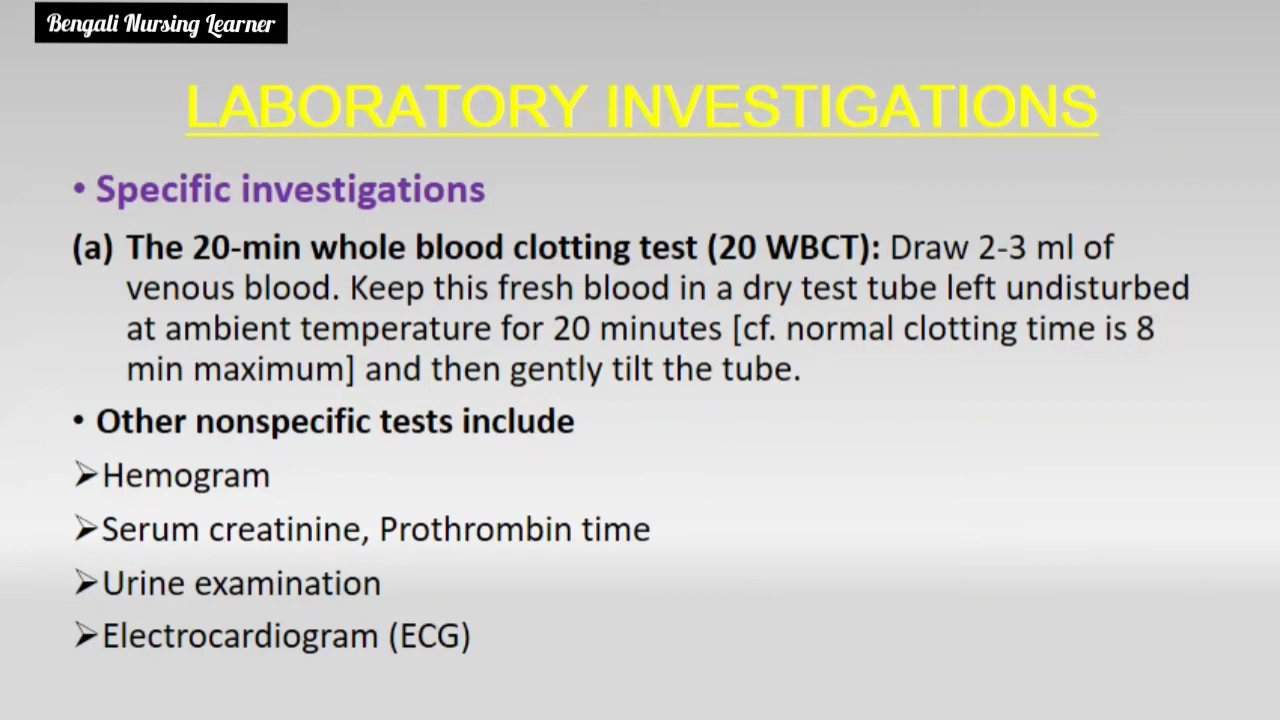 Bengali Nursing Learner
LABORATORY INVESTIGATIONS
• Specific investigations
(a) The 20-min whole blood clotting test (20 WBCT): Draw 2-3 ml of
venous blood. Keep this fresh blood in a dry test tube left undisturbed
at ambient temperature for 20 minutes [cf. normal clotting time is 8
min maximum] and then gently tilt the tube.
• Other nonspecific tests include
➢Hemogram
➢Serum creatinine, Prothrombin time
➢Urine examination
➢Electrocardiogram (ECG)